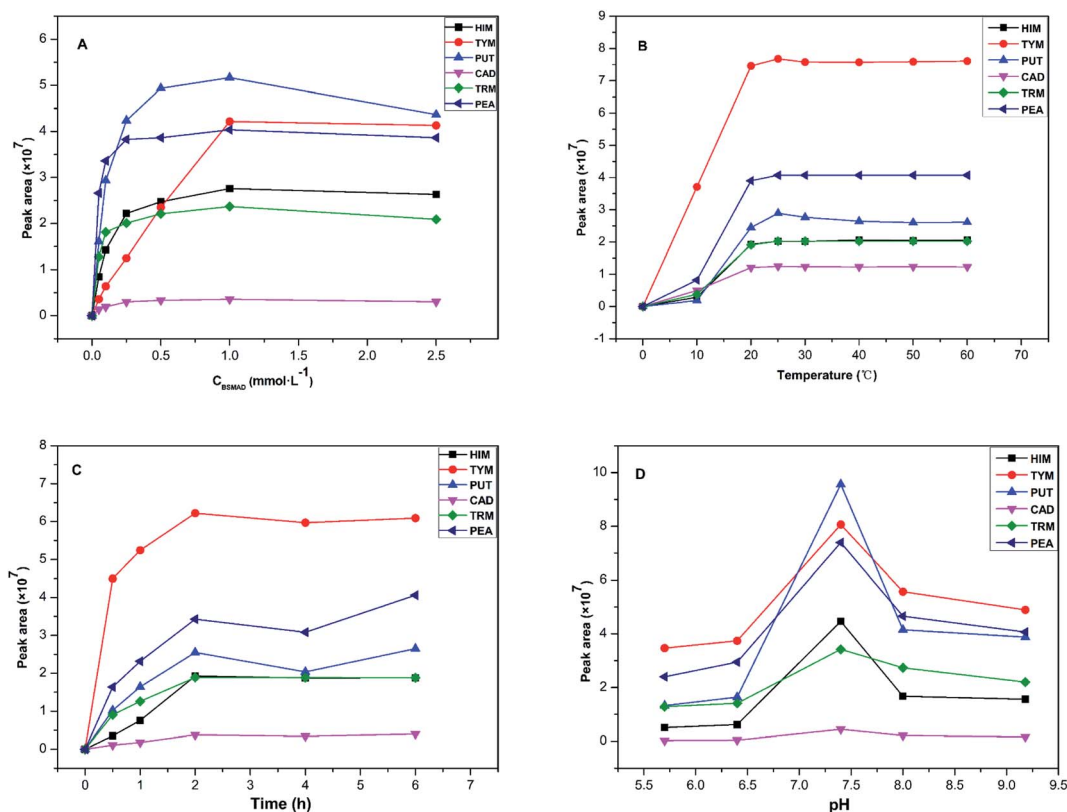 A
HIM
TYM
PUT
CAD
TRM
PEA
Peak area (×10⁷)
6
5
4
3
2
1
0
0.0 0.5 1.0 1.5 2.0 2.5
C_BSMAD (mmol·L⁻¹)
B
HIM
TYM
PUT
CAD
TRM
PEA
Peak area (×10⁷)
9
8
7
6
5
4
3
2
1
0
-1
0 10 20 30 40 50 60 70
Temperature (℃)
C
HIM
TYM
PUT
CAD
TRM
PEA
Peak area (×10⁷)
8
7
6
5
4
3
2
1
0
0 1 2 3 4 5 6 7
Time (h)
D
HIM
TYM
PUT
CAD
TRM
PEA
Peak area (×10⁷)
10
8
6
4
2
0
5.5 6.0 6.5 7.0 7.5 8.0 8.5 9.0 9.5
pH